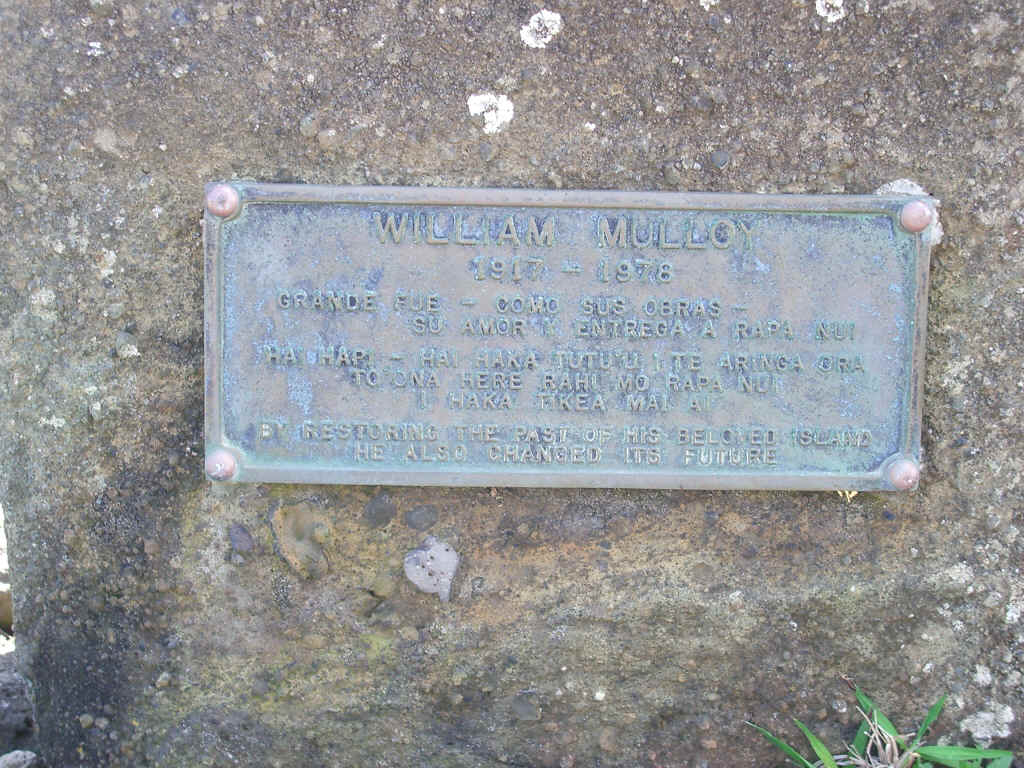 WILLIAM MULLOY
1917 - 1978
GRANDE FUE - COMO SUS OBRAS -
SU AMOR Y ENTREGA A RAPA NUI
HAI HAPI - HAI HAKA TUTU'U I TE ARINGA ORA
TO'ONA HERE RAHI MO RAPA NUI
I HAKA TIKEA MAI AI
BY RESTORING THE PAST OF HIS BELOVED ISLAND
HE ALSO CHANGED ITS FUTURE